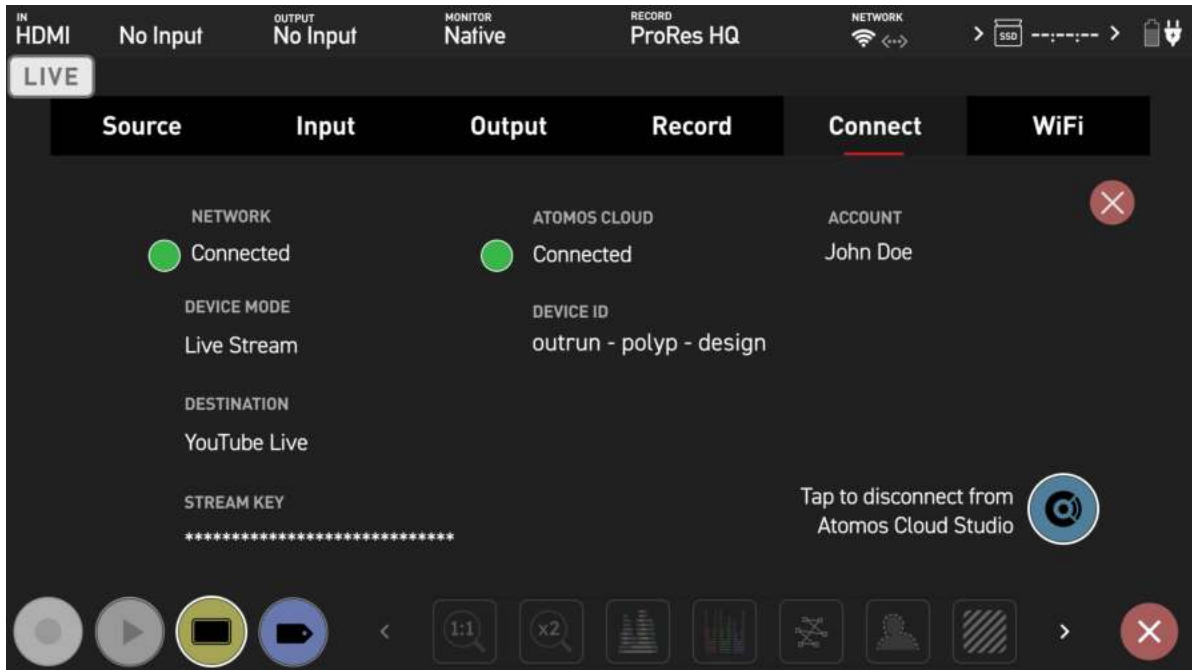 IN OUTPUT MONITOR RECORD NETWORK
HDMI No Input No Input Native ProRes HQ > SSD --:--:-- >
LIVE
Source Input Output Record Connect WiFi
NETWORK ATOMOS CLOUD ACCOUNT
Connected Connected John Doe
DEVICE MODE DEVICE ID
Live Stream outrun - polyp - design
DESTINATION
YouTube Live
STREAM KEY
*****************************
Tap to disconnect from
Atomos Cloud Studio
< 1:1 x2 >